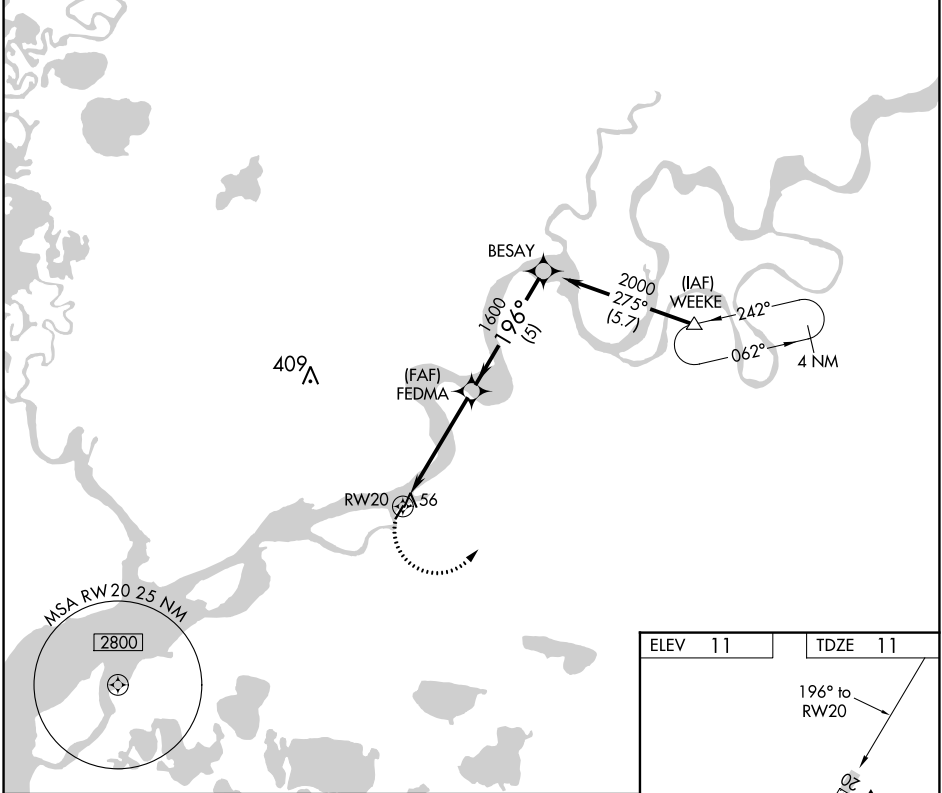 BESAY
2000
275°
(5.7)
(IAF)
WEEKE
242°
062°
4 NM
1600
196°
(5)
409
(FAF)
FEDMA
RW20
56
MSA RW20 25 NM
2800
ELEV 11
TDZE 11
196° to
RW20
20